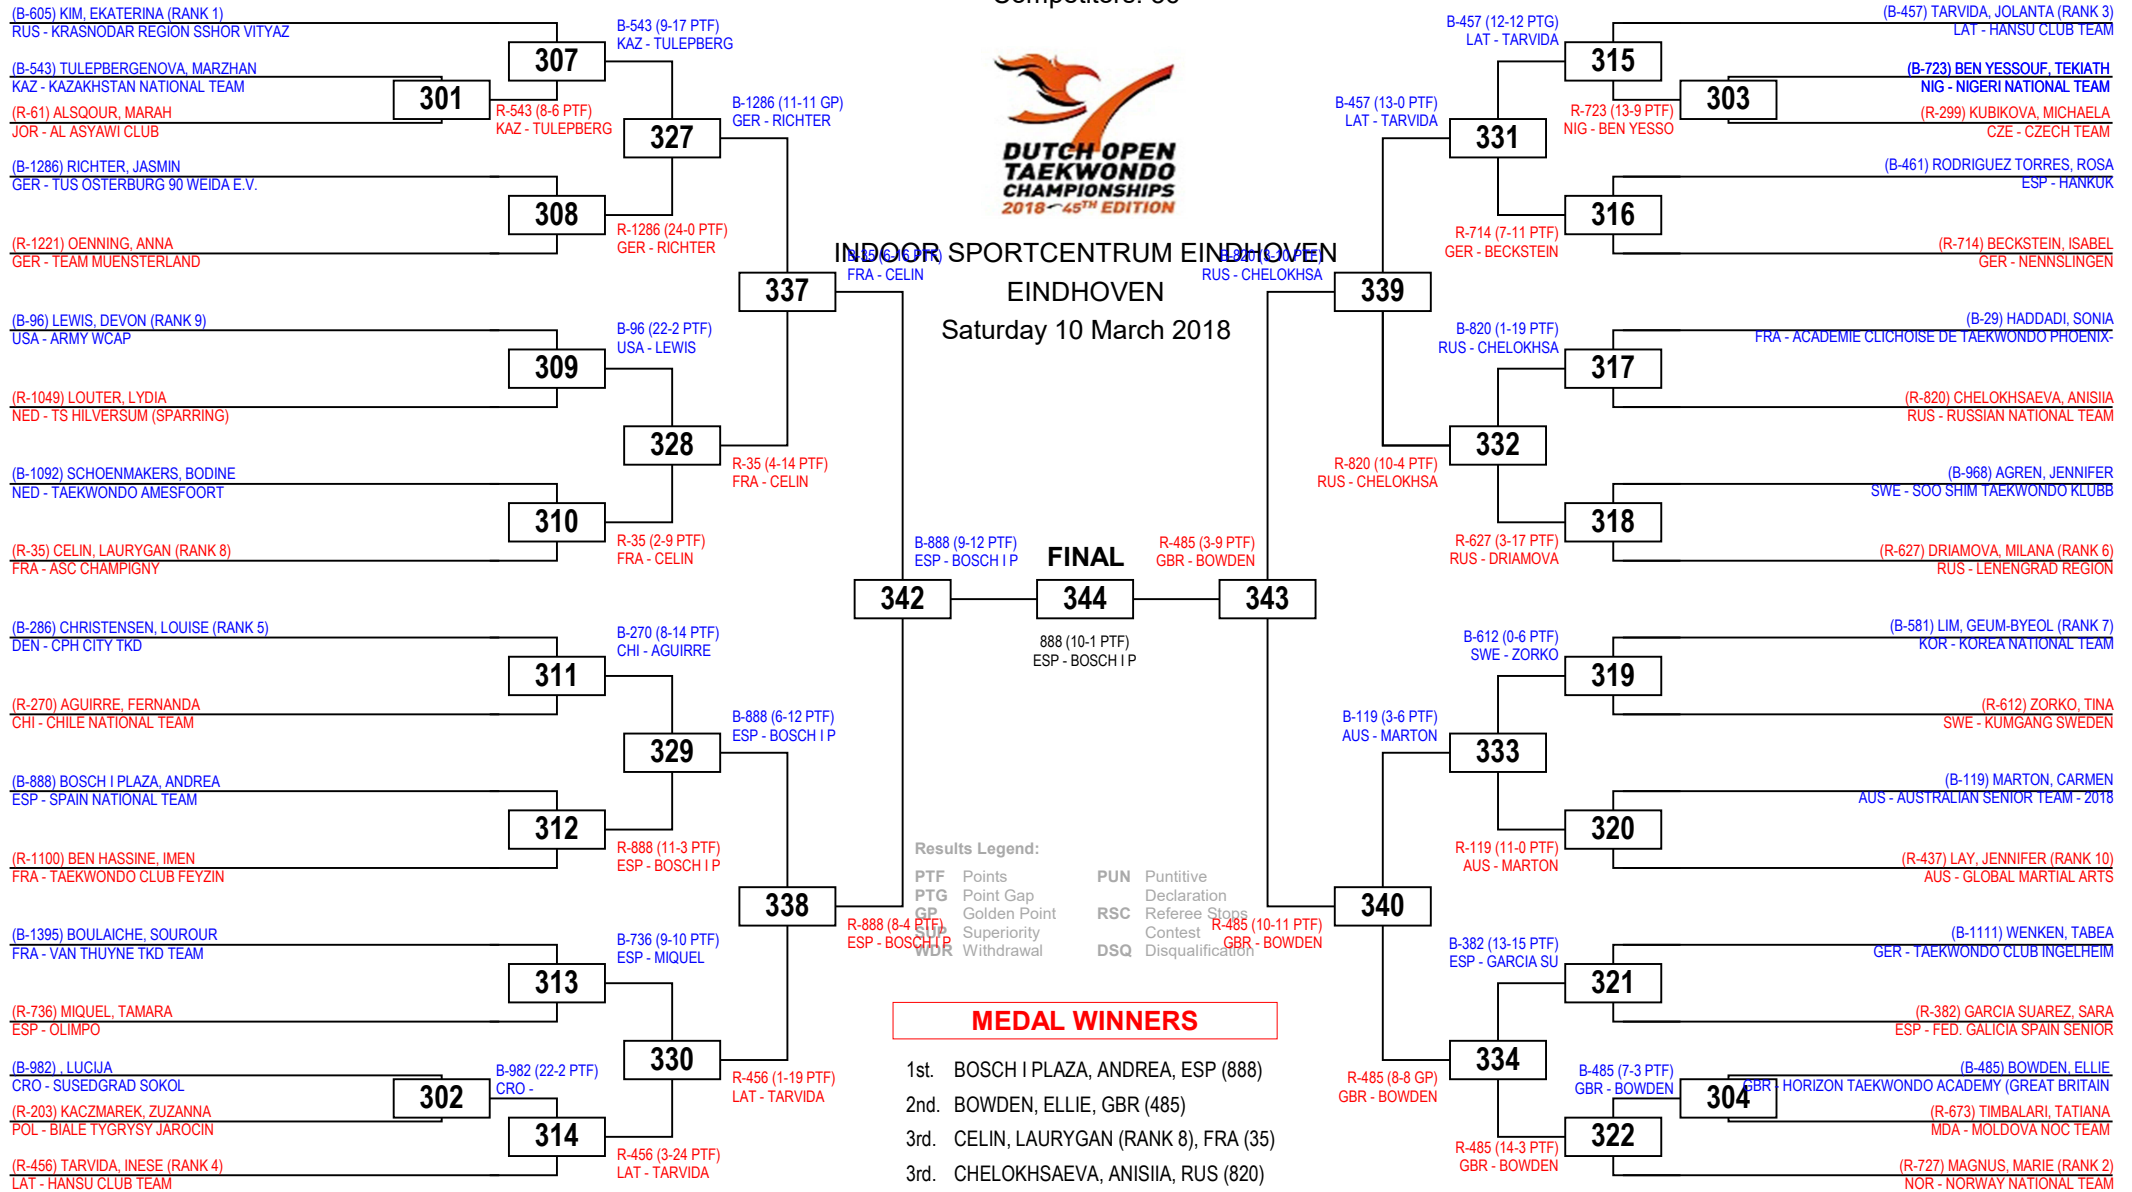 Competitors: 36
DUTCH OPEN
TAEKWONDO
CHAMPIONSHIPS
2018 - 45TH EDITION
INDOOR SPORTCENTRUM EINDHOVEN
EINDHOVEN
Saturday 10 March 2018
(B-605) KIM, EKATERINA (RANK 1)
RUS - KRASNODAR REGION SSHOR VITYAZ
(B-543) TULEPBERGENOVA, MARZHAN
KAZ - KAZAKHSTAN NATIONAL TEAM
(R-61) ALSQOUR, MARAH
JOR - AL ASYAWI CLUB
(B-1286) RICHTER, JASMIN
GER - TUS OSTERBURG 90 WEIDA E.V.
(R-1221) OENNING, ANNA
GER - TEAM MUENSTERLAND
(B-96) LEWIS, DEVON (RANK 9)
USA - ARMY WCAP
(R-1049) LOUTER, LYDIA
NED - TS HILVERSUM (SPARRING)
(B-1092) SCHOENMAKERS, BODINE
NED - TAEKWONDO AMESFOORT
(R-35) CELIN, LAURYGAN (RANK 8)
FRA - ASC CHAMPIGNY
(B-286) CHRISTENSEN, LOUISE (RANK 5)
DEN - CPH CITY TKD
(R-270) AGUIRRE, FERNANDA
CHI - CHILE NATIONAL TEAM
(B-888) BOSCH I PLAZA, ANDREA
ESP - SPAIN NATIONAL TEAM
(R-1100) BEN HASSINE, IMEN
FRA - TAEKWONDO CLUB FEYZIN
(B-1395) BOULAICHE, SOUROUR
FRA - VAN THUYNE TKD TEAM
(R-736) MIQUEL, TAMARA
ESP - OLIMPO
(B-982) , LUCIJA
CRO - SUSEDGRAD SOKOL
(R-203) KACZMAREK, ZUZANNA
POL - BIALE TYGRYSY JAROCIN
(R-456) TARVIDA, INESE (RANK 4)
LAT - HANSU CLUB TEAM
301
R-543 (8-6 PTF)
KAZ - TULEPBERG
302
B-982 (22-2 PTF)
CRO -
307
B-543 (9-17 PTF)
KAZ - TULEPBERG
308
R-1286 (24-0 PTF)
GER - RICHTER
309
B-96 (22-2 PTF)
USA - LEWIS
310
R-35 (2-9 PTF)
FRA - CELIN
311
B-270 (8-14 PTF)
CHI - AGUIRRE
312
R-888 (11-3 PTF)
ESP - BOSCH I P
313
B-736 (9-10 PTF)
ESP - MIQUEL
314
R-456 (3-24 PTF)
LAT - TARVIDA
327
B-1286 (11-11 GP)
GER - RICHTER
328
R-35 (4-14 PTF)
FRA - CELIN
329
B-888 (6-12 PTF)
ESP - BOSCH I P
330
R-456 (1-19 PTF)
LAT - TARVIDA
337
B-35 (6-16 PTF)
FRA - CELIN
338
R-888 (8-4 PTF)
ESP - BOSCH I P
342
B-888 (9-12 PTF)
ESP - BOSCH I P
FINAL
344
888 (10-1 PTF)
ESP - BOSCH I P
R-485 (3-9 PTF)
GBR - BOWDEN
343
B-820 (3-10 PTF)
RUS - CHELOKHSA
339
R-485 (10-11 PTF)
GBR - BOWDEN
340
B-457 (13-0 PTF)
LAT - TARVIDA
331
R-820 (10-4 PTF)
RUS - CHELOKHSA
332
B-119 (3-6 PTF)
AUS - MARTON
333
R-485 (8-8 GP)
GBR - BOWDEN
334
B-457 (12-12 PTG)
LAT - TARVIDA
315
R-714 (7-11 PTF)
GER - BECKSTEIN
316
B-820 (1-19 PTF)
RUS - CHELOKHSA
317
R-627 (3-17 PTF)
RUS - DRIAMOVA
318
B-612 (0-6 PTF)
SWE - ZORKO
319
R-119 (11-0 PTF)
AUS - MARTON
320
B-382 (13-15 PTF)
ESP - GARCIA SU
321
R-485 (14-3 PTF)
GBR - BOWDEN
322
R-723 (13-9 PTF)
NIG - BEN YESSO
303
B-485 (7-3 PTF)
GBR - BOWDEN
304
(B-457) TARVIDA, JOLANTA (RANK 3)
LAT - HANSU CLUB TEAM
(B-723) BEN YESSOUF, TEKIATH
NIG - NIGERI NATIONAL TEAM
(R-299) KUBIKOVA, MICHAELA
CZE - CZECH TEAM
(B-461) RODRIGUEZ TORRES, ROSA
ESP - HANKUK
(R-714) BECKSTEIN, ISABEL
GER - NENNSLINGEN
(B-29) HADDADI, SONIA
FRA - ACADEMIE CLICHOISE DE TAEKWONDO PHOENIX-
(R-820) CHELOKHSAEVA, ANISIIA
RUS - RUSSIAN NATIONAL TEAM
(B-968) AGREN, JENNIFER
SWE - SOO SHIM TAEKWONDO KLUBB
(R-627) DRIAMOVA, MILANA (RANK 6)
RUS - LENENGRAD REGION
(B-581) LIM, GEUM-BYEOL (RANK 7)
KOR - KOREA NATIONAL TEAM
(R-612) ZORKO, TINA
SWE - KUMGANG SWEDEN
(B-119) MARTON, CARMEN
AUS - AUSTRALIAN SENIOR TEAM - 2018
(R-437) LAY, JENNIFER (RANK 10)
AUS - GLOBAL MARTIAL ARTS
(B-1111) WENKEN, TABEA
GER - TAEKWONDO CLUB INGELHEIM
(R-382) GARCIA SUAREZ, SARA
ESP - FED. GALICIA SPAIN SENIOR
(B-485) BOWDEN, ELLIE
GBR - HORIZON TAEKWONDO ACADEMY (GREAT BRITAIN
(R-673) TIMBALARI, TATIANA
MDA - MOLDOVA NOC TEAM
(R-727) MAGNUS, MARIE (RANK 2)
NOR - NORWAY NATIONAL TEAM
Results Legend:
PTF Points
PTG Point Gap
GP Golden Point
SUP Superiority
WDR Withdrawal
PUN Puntitive
Declaration
RSC Referee Stops
Contest
DSQ Disqualification
MEDAL WINNERS
1st. BOSCH I PLAZA, ANDREA, ESP (888)
2nd. BOWDEN, ELLIE, GBR (485)
3rd. CELIN, LAURYGAN (RANK 8), FRA (35)
3rd. CHELOKHSAEVA, ANISIIA, RUS (820)